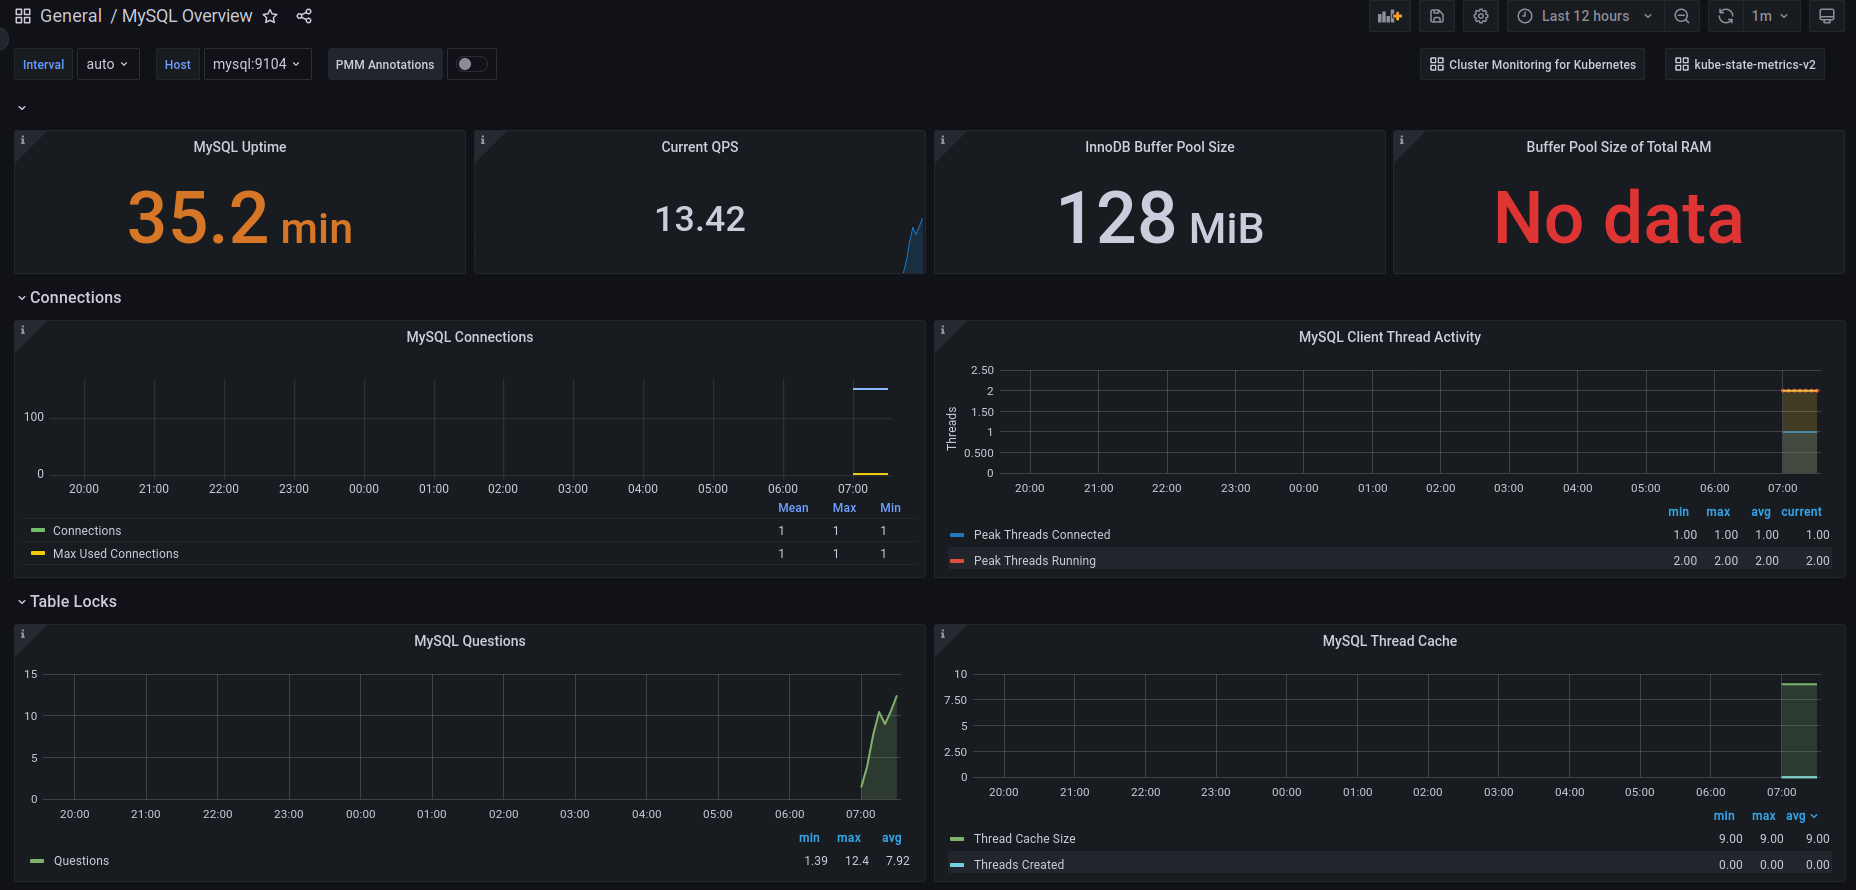 General / MySQL Overview
Last 12 hours
1m
Interval auto Host mysql:9104 PMM Annotations
Cluster Monitoring for Kubernetes kube-state-metrics-v2
MySQL Uptime
35.2 min
Current QPS
13.42
InnoDB Buffer Pool Size
128 MiB
Buffer Pool Size of Total RAM
No data
Connections
MySQL Connections
100
0
20:00 21:00 22:00 23:00 00:00 01:00 02:00 03:00 04:00 05:00 06:00 07:00
Mean Max Min
Connections 1 1 1
Max Used Connections 1 1 1
MySQL Client Thread Activity
Threads
2.50
2
1.50
1
0.500
0
20:00 21:00 22:00 23:00 00:00 01:00 02:00 03:00 04:00 05:00 06:00 07:00
min max avg current
Peak Threads Connected 1.00 1.00 1.00 1.00
Peak Threads Running 2.00 2.00 2.00 2.00
Table Locks
MySQL Questions
15
10
5
0
20:00 21:00 22:00 23:00 00:00 01:00 02:00 03:00 04:00 05:00 06:00 07:00
min max avg
Questions 1.39 12.4 7.92
MySQL Thread Cache
10
7.50
5
2.50
0
20:00 21:00 22:00 23:00 00:00 01:00 02:00 03:00 04:00 05:00 06:00 07:00
min max avg
Thread Cache Size 9.00 9.00 9.00
Threads Created 0.00 0.00 0.00